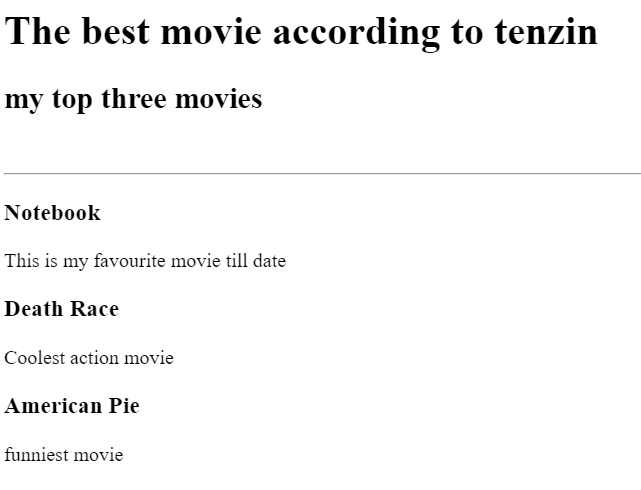 The best movie according to tenzin
my top three movies
Notebook
This is my favourite movie till date
Death Race
Coolest action movie
American Pie
funniest movie